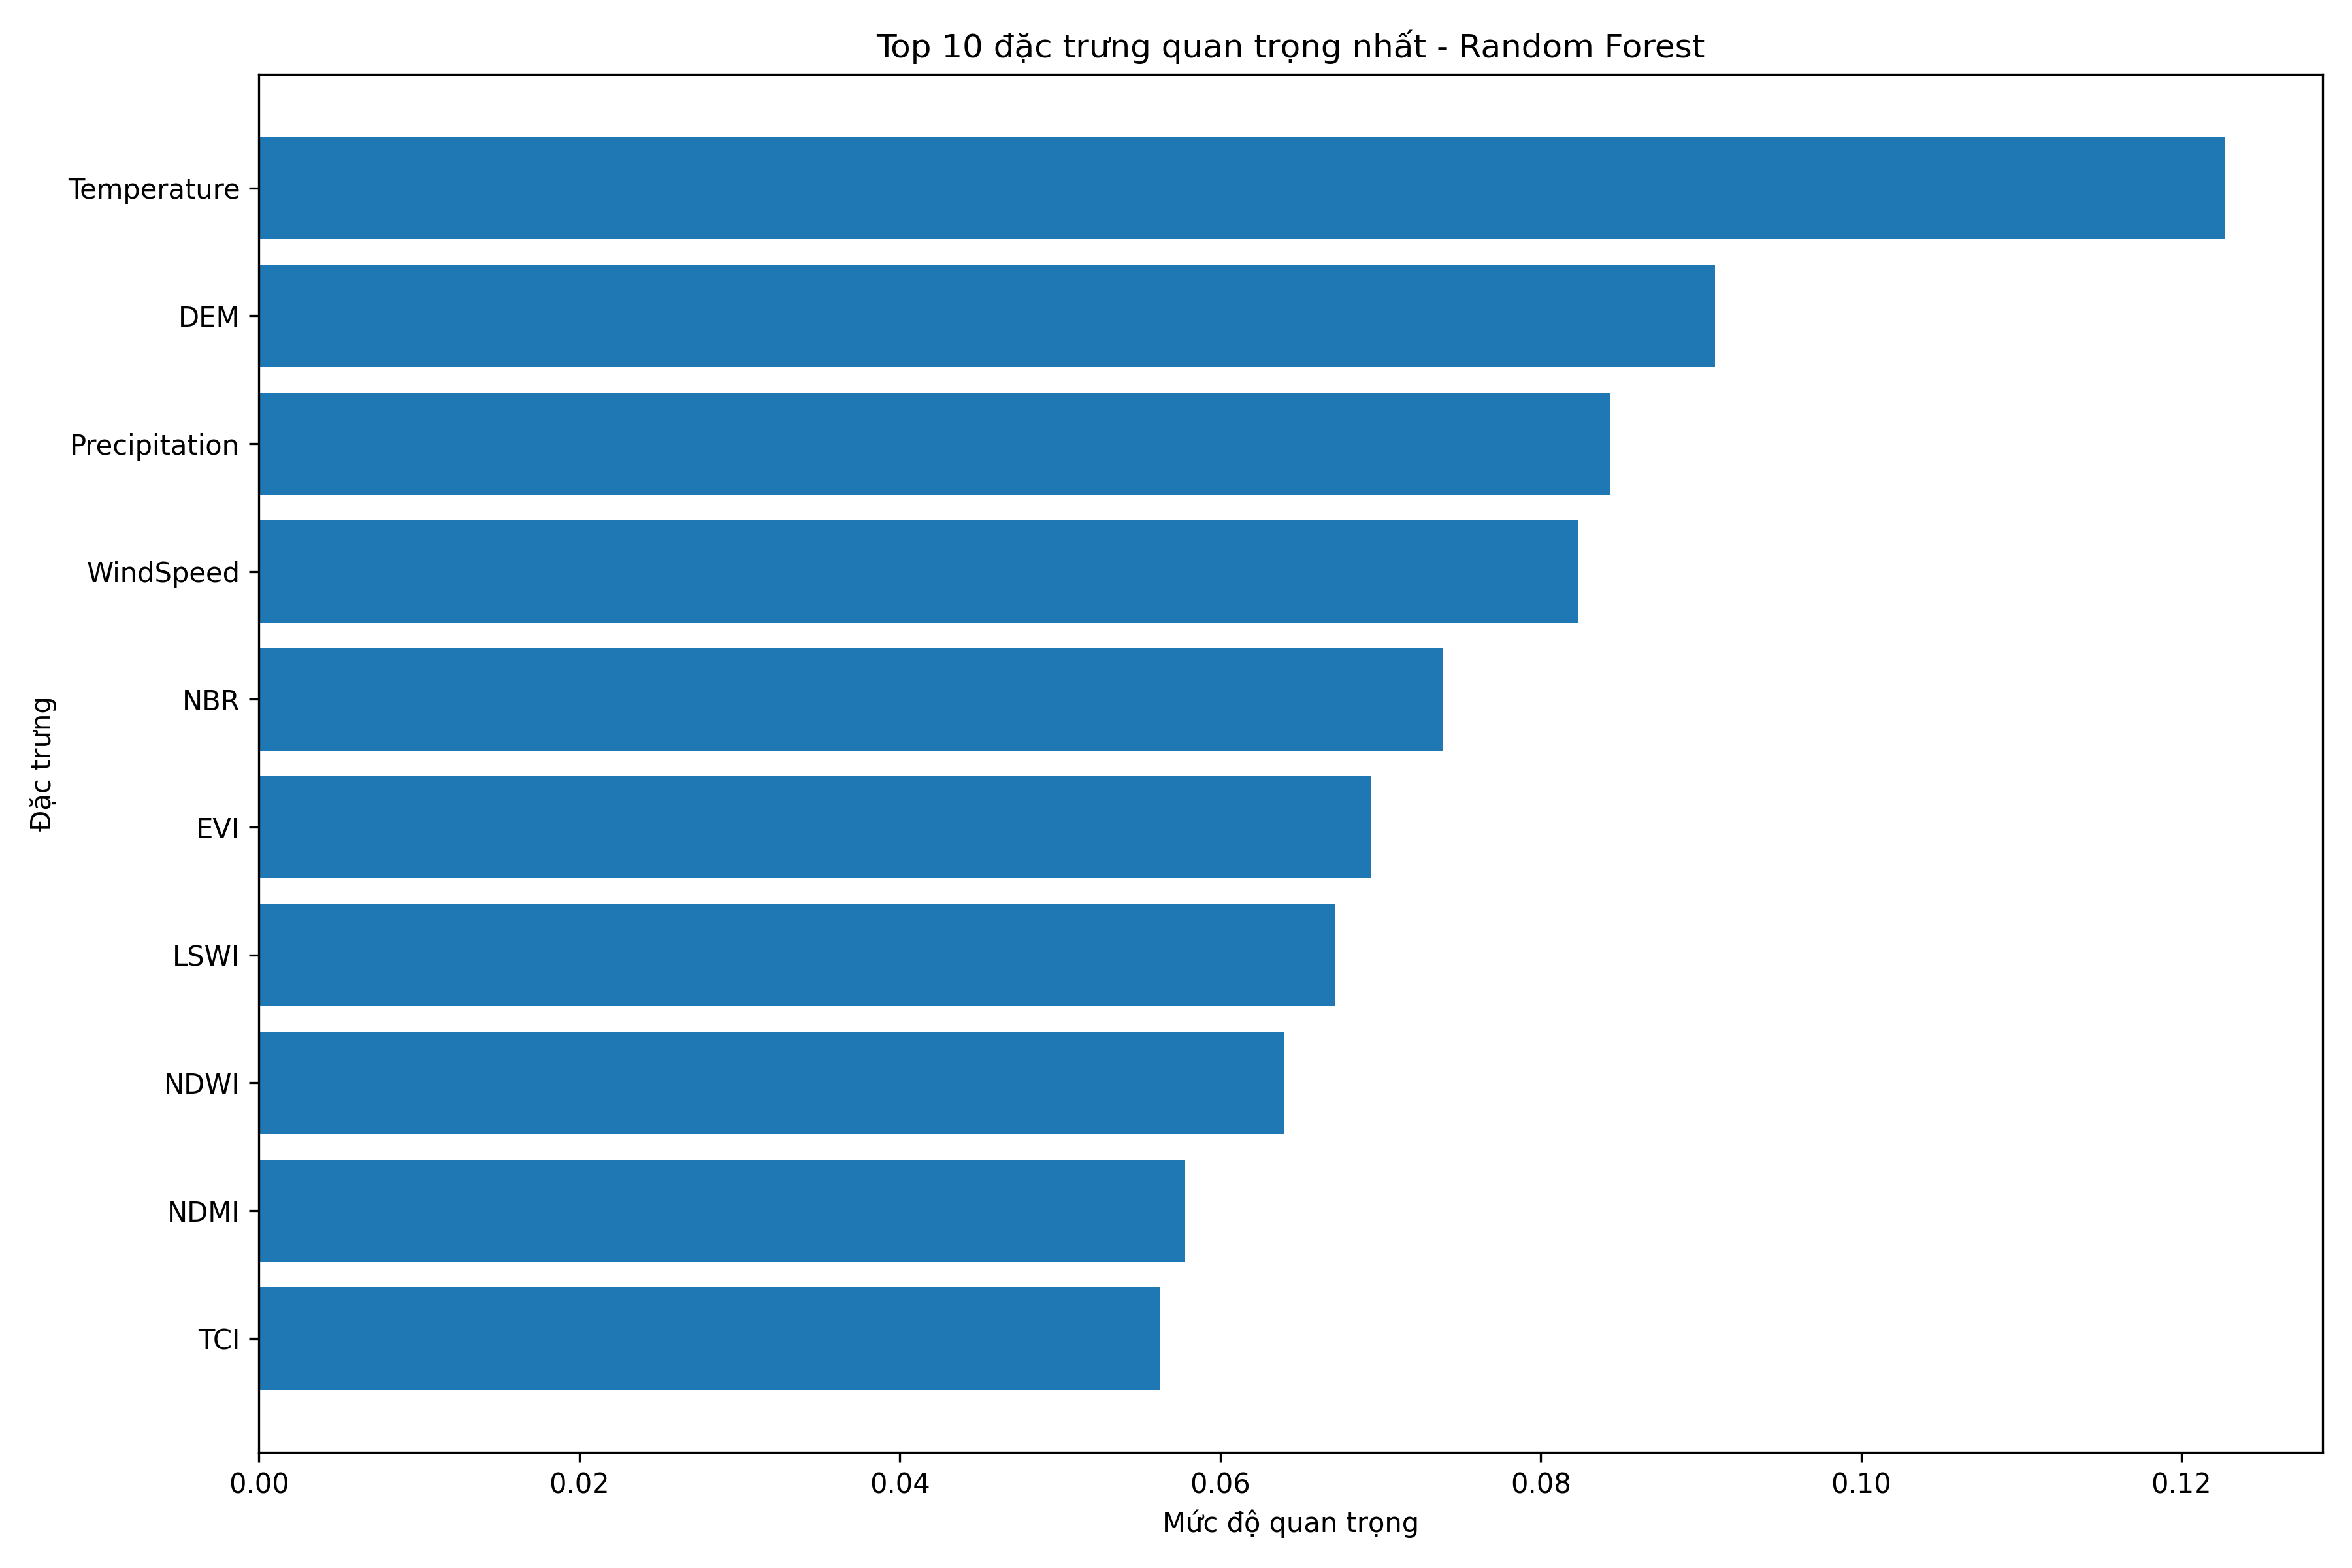 Top 10 đặc trưng quan trọng nhất - Random Forest
Temperature
DEM
Precipitation
WindSpeed
NBR
EVI
LSWI
NDWI
NDMI
TCI
Đặc trưng
0.00 0.02 0.04 0.06 0.08 0.10 0.12
Mức độ quan trọng